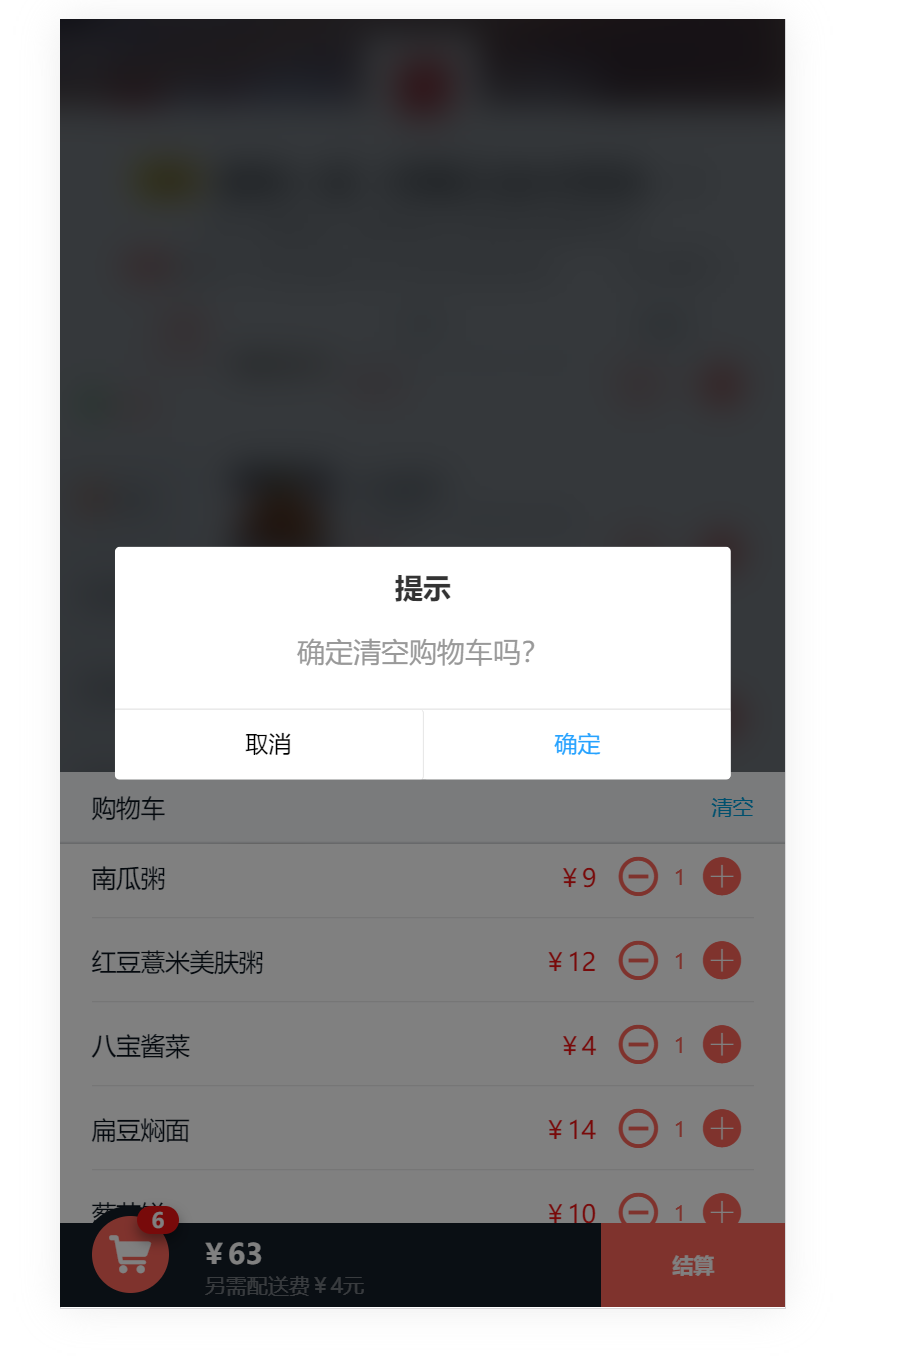 提示
确定清空购物车吗？
取消
确定
购物车
清空
南瓜粥
￥9
1
红豆薏米美肤粥
￥12
1
八宝酱菜
￥4
1
扁豆焖面
￥14
1
￥10
1
6
￥63
另需配送费￥4元
结算